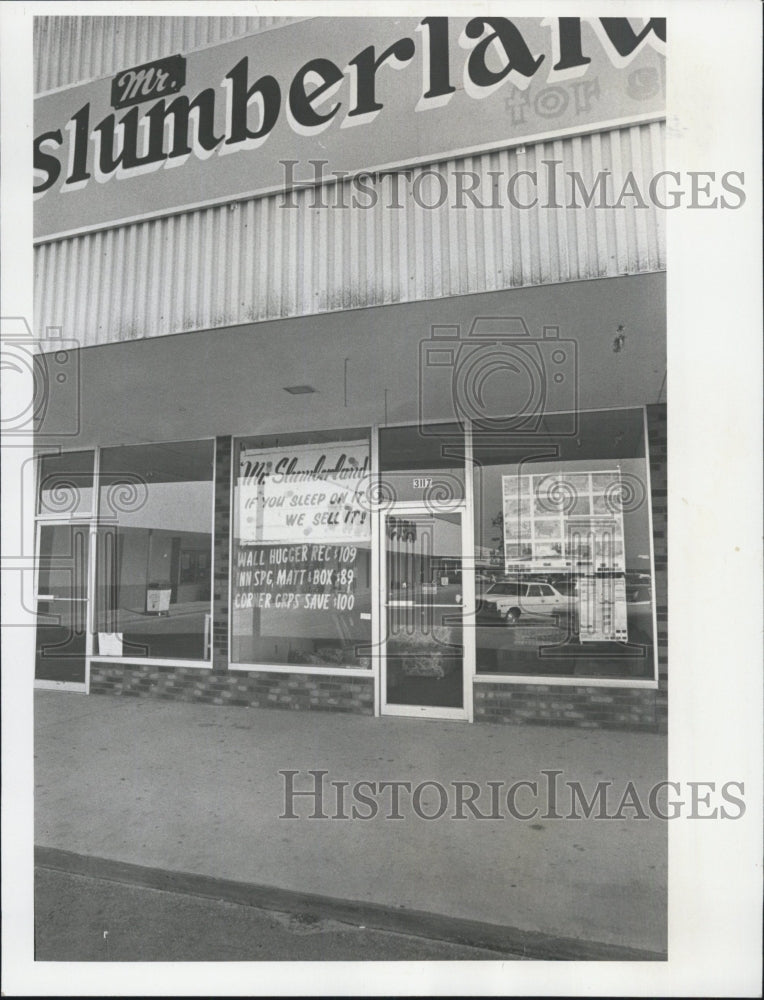 Mr.
slumberland
for s
HISTORICIMAGES
3117
Mr. Slumberland
IF YOU SLEEP ON IT
WE SELL IT!
WALL HUGGER REC $109
INN SPG, MATT & BOX $89
CORNER GRPS SAVE $100
HISTORICIMAGES